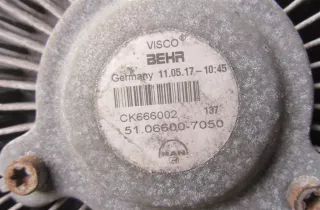 VISCO®
BEHR
Germany 11.05.17-10:45
CK666002 137
51.06600-7050
MAN